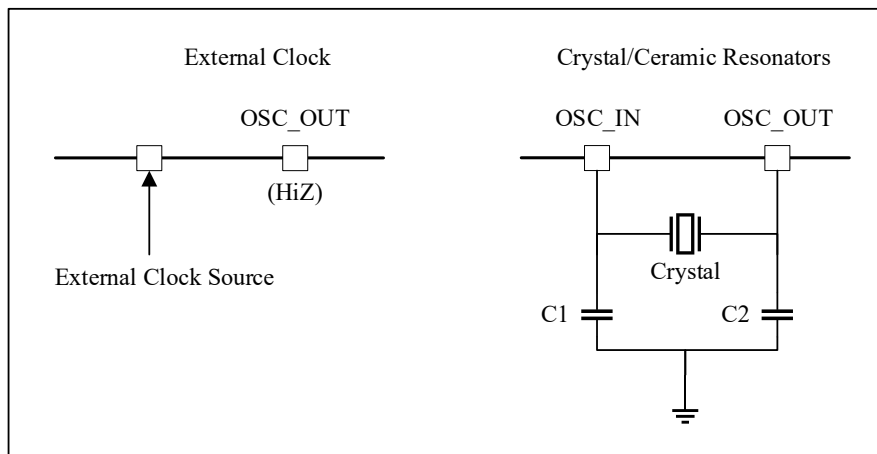 External Clock
OSC_OUT
(HiZ)
External Clock Source
Crystal/Ceramic Resonators
OSC_IN
OSC_OUT
Crystal
C1
C2